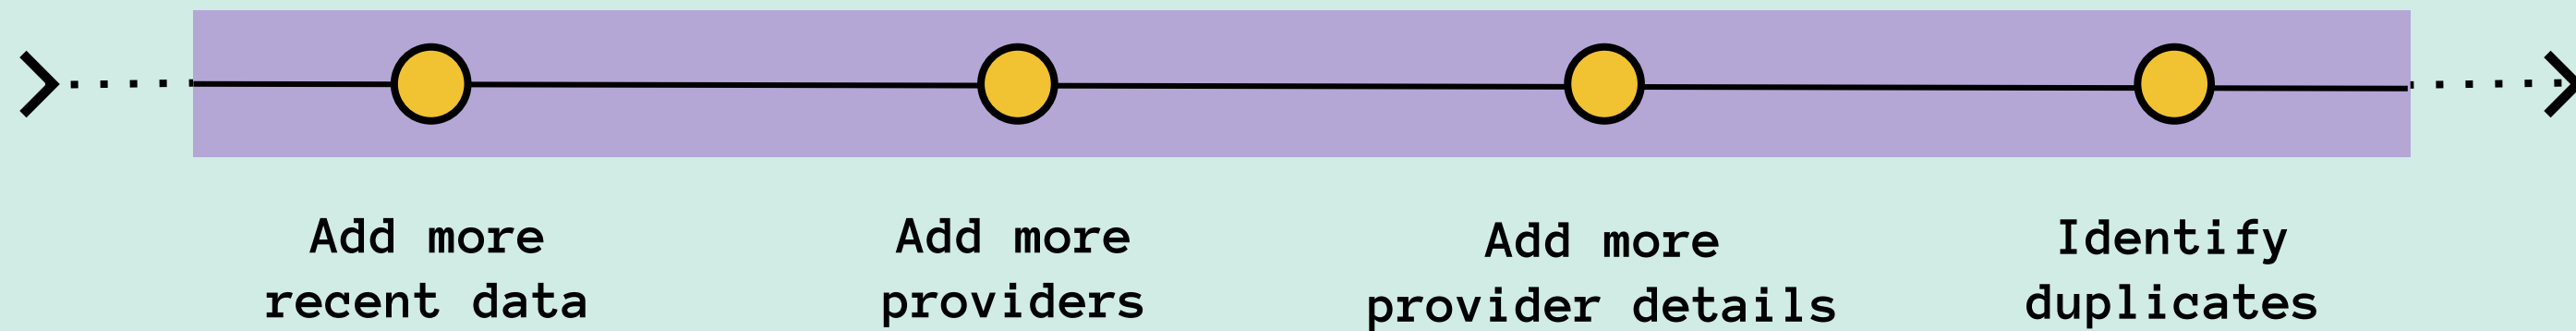 Add more
recent data
Add more
providers
Add more
provider details
Identify
duplicates